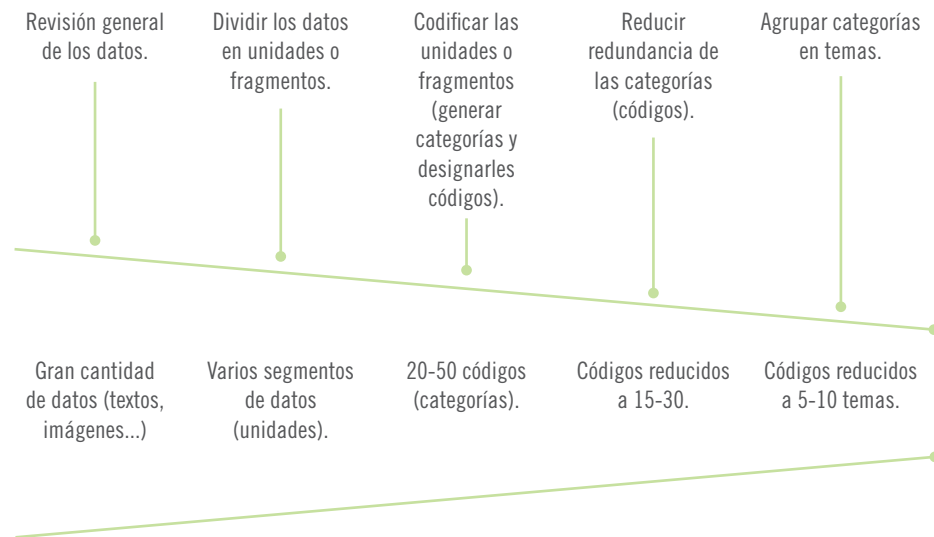 Revisión general
de los datos.
Dividir los datos
en unidades o
fragmentos.
Codificar las
unidades o
fragmentos
(generar
categorías y
designarles
códigos).
Reducir
redundancia de
las categorías
(códigos).
Agrupar categorías
en temas.
Gran cantidad
de datos (textos,
imágenes...)
Varios segmentos
de datos
(unidades).
20-50 códigos
(categorías).
Códigos reducidos
a 15-30.
Códigos reducidos
a 5-10 temas.